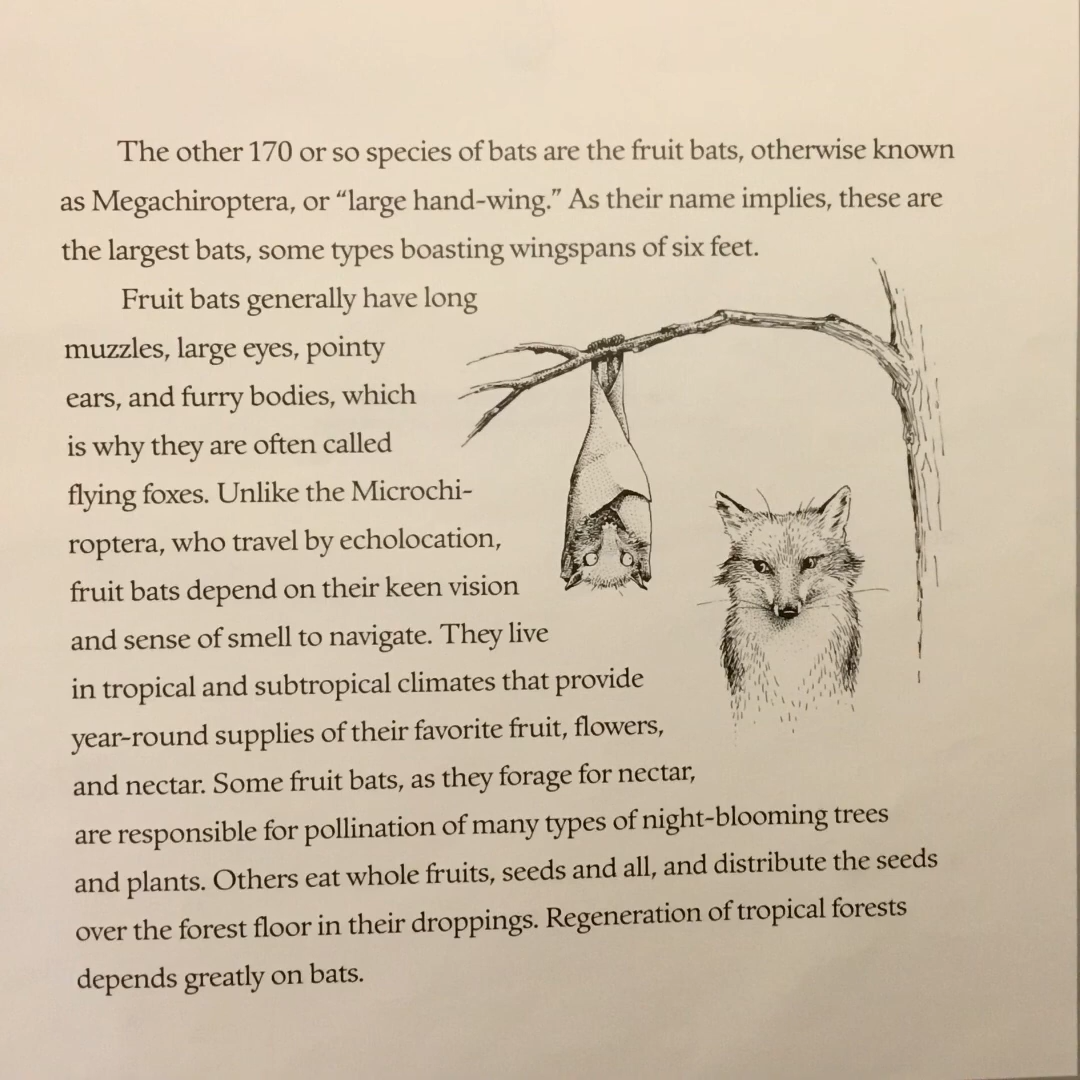 The other 170 or so species of bats are the fruit bats, otherwise known
as Megachiroptera, or “large hand-wing.” As their name implies, these are
the largest bats, some types boasting wingspans of six feet.
Fruit bats generally have long
muzzles, large eyes, pointy
ears, and furry bodies, which
is why they are often called
flying foxes. Unlike the Microchi-
roptera, who travel by echolocation,
fruit bats depend on their keen vision
and sense of smell to navigate. They live
in tropical and subtropical climates that provide
year-round supplies of their favorite fruit, flowers,
and nectar. Some fruit bats, as they forage for nectar,
are responsible for pollination of many types of night-blooming trees
and plants. Others eat whole fruits, seeds and all, and distribute the seeds
over the forest floor in their droppings. Regeneration of tropical forests
depends greatly on bats.